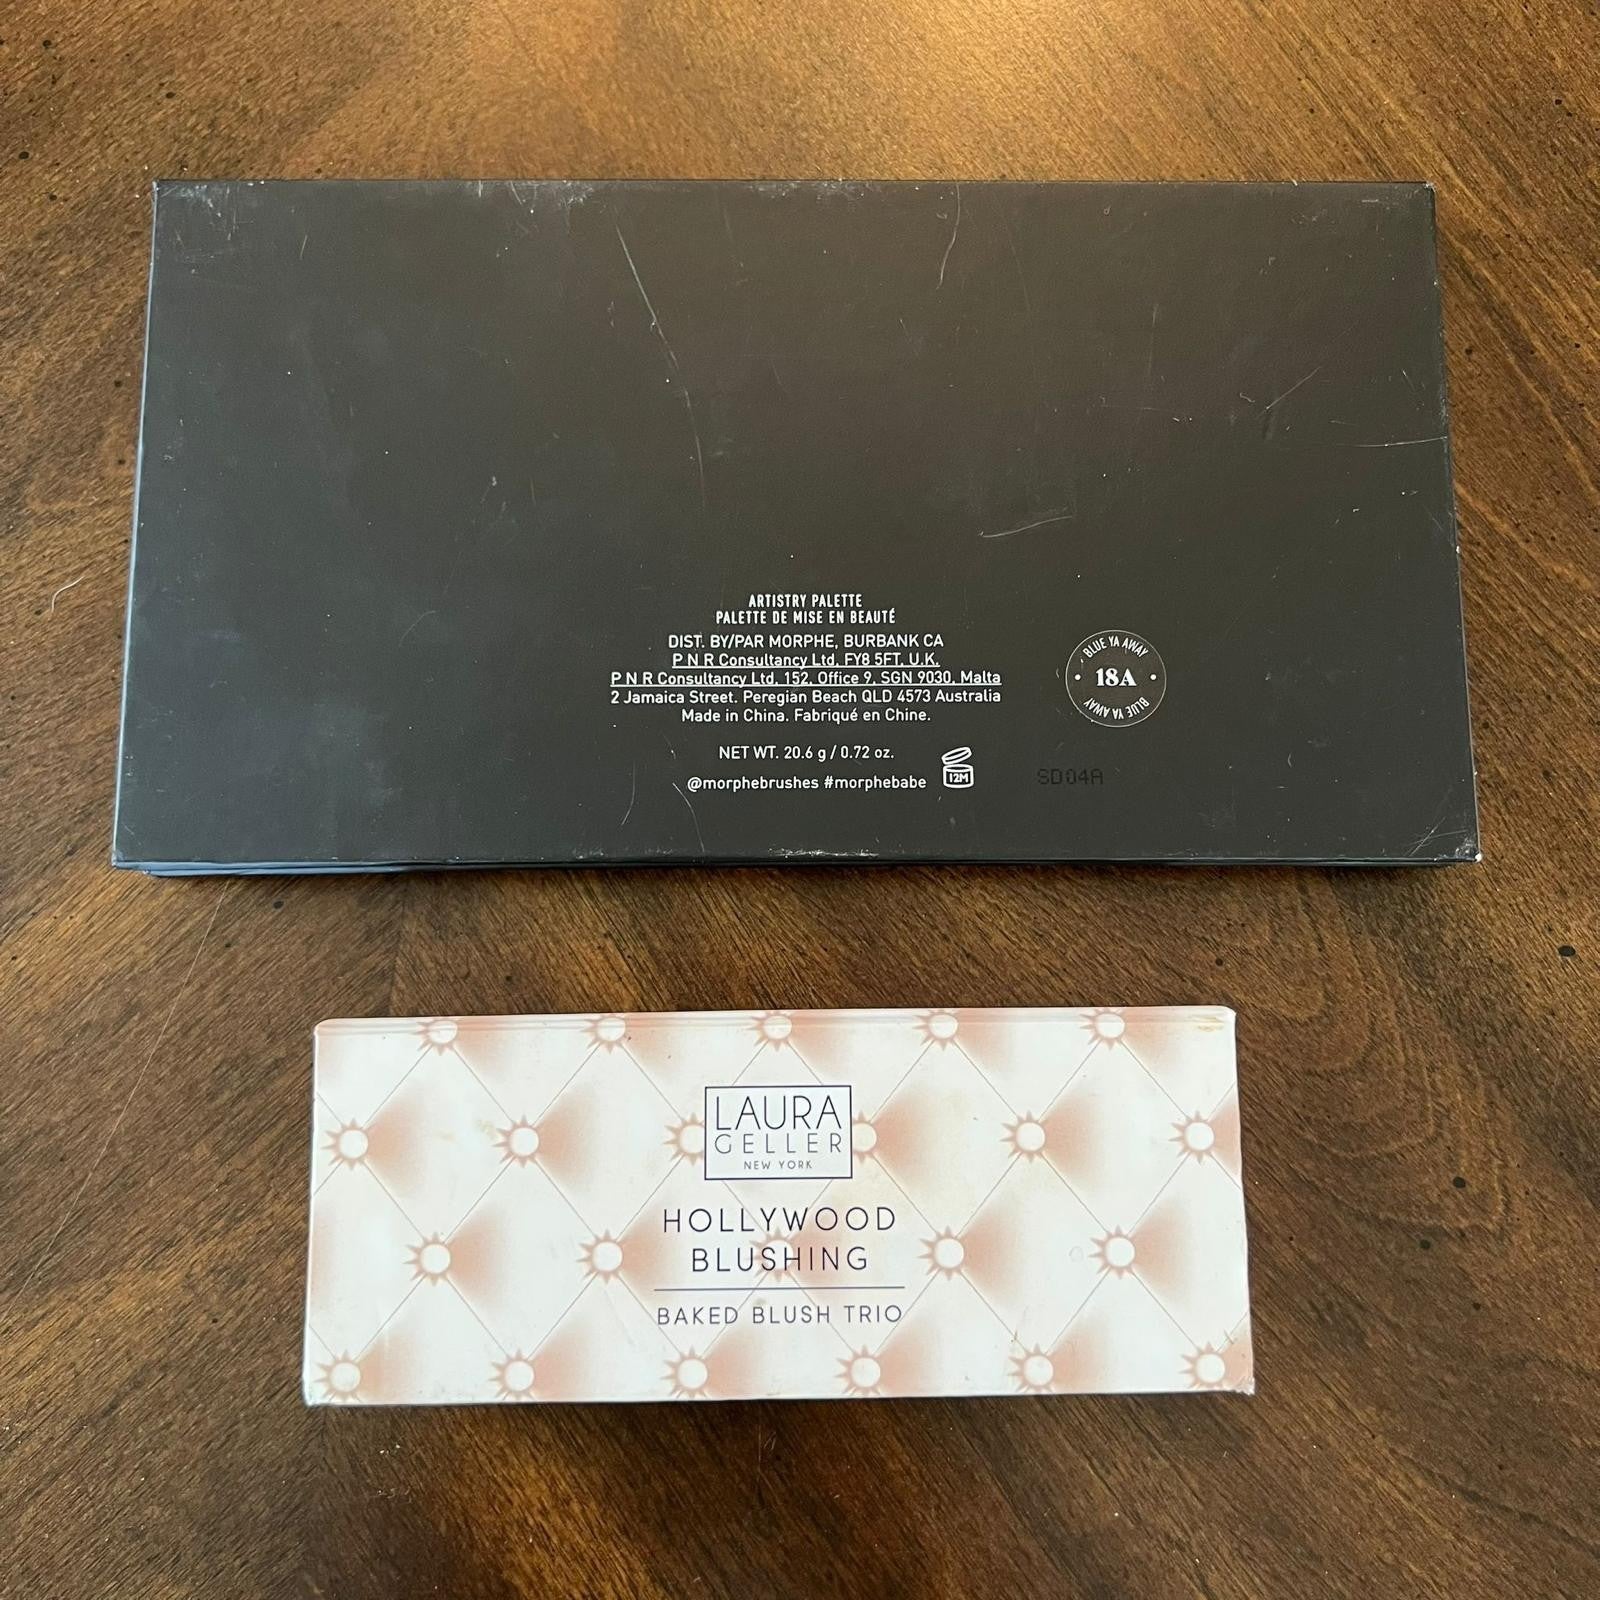 ARTISTRY PALETTE
PALETTE DE MISE EN BEAUTÉ
DIST. BY/PAR MORPHE, BURBANK CA
P N R Consultancy Ltd, FY8 5FT, U.K.
P N R Consultancy Ltd, 152, Office 9, SGN 9030, Malta
2 Jamaica Street. Peregian Beach QLD 4573 Australia
Made in China. Fabriqué en Chine.
NET WT. 20.6 g / 0.72 oz.
@morphebrushes #morphebabe
12M
BLUE YA AWAY
18A
BLUE YA AWAY
SD04A
LAURA
GELLER
NEW YORK
HOLLYWOOD
BLUSHING
BAKED BLUSH TRIO